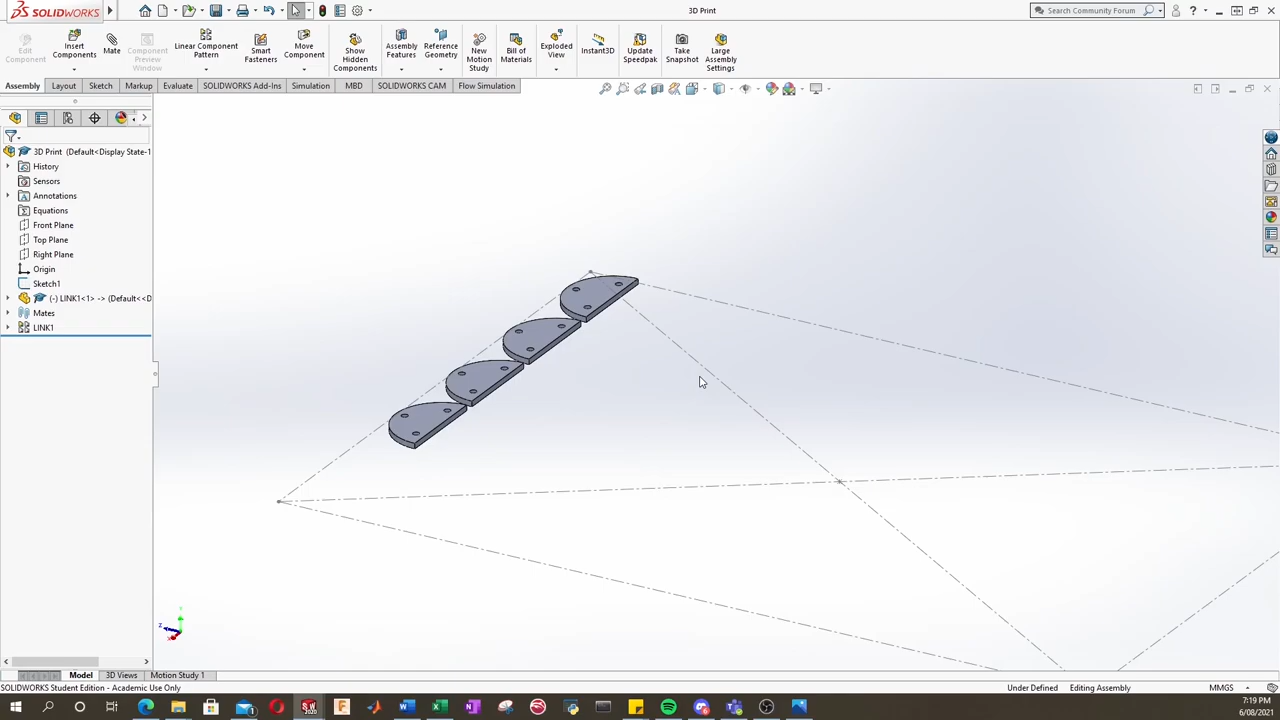 SOLIDWORKS
3D Print
Search Community Forum
Edit Component
Insert Components
Mate
Component Preview Window
Linear Component Pattern
Smart Fasteners
Move Component
Show Hidden Components
Assembly Features
Reference Geometry
New Motion Study
Bill of Materials
Exploded View
Instant3D
Update Speedpak
Take Snapshot
Large Assembly Settings
Assembly Layout Sketch Markup Evaluate SOLIDWORKS Add-Ins Simulation MBD SOLIDWORKS CAM Flow Simulation
3D Print (Default<Display State-1
History
Sensors
Annotations
Equations
Front Plane
Top Plane
Right Plane
Origin
Sketch1
(-) LINK1<1> -> (Default<<D
Mates
LINK1
Model 3D Views Motion Study 1
SOLIDWORKS Student Edition - Academic Use Only
Under Defined Editing Assembly MMGS
7:19 PM
6/08/2021